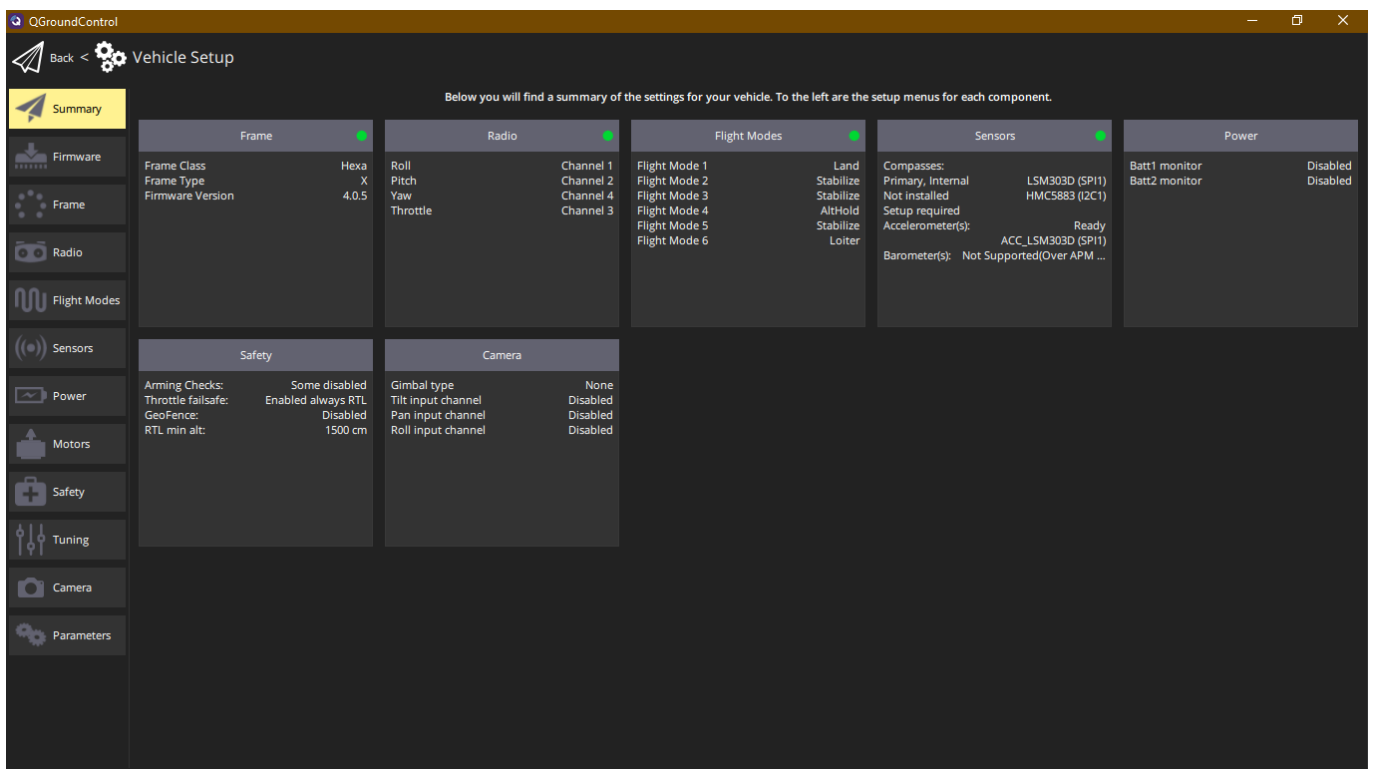 QGroundControl
Back < Vehicle Setup
Summary
Firmware
Frame
Radio
Flight Modes
Sensors
Power
Motors
Safety
Tuning
Camera
Parameters
Below you will find a summary of the settings for your vehicle. To the left are the setup menus for each component.
Frame
Frame Class Hexa
Frame Type X
Firmware Version 4.0.5
Radio
Roll Channel 1
Pitch Channel 2
Yaw Channel 4
Throttle Channel 3
Flight Modes
Flight Mode 1 Land
Flight Mode 2 Stabilize
Flight Mode 3 Stabilize
Flight Mode 4 AltHold
Flight Mode 5 Stabilize
Flight Mode 6 Loiter
Sensors
Compasses:
Primary, Internal LSM303D (SPI1)
Not installed HMC5883 (I2C1)
Setup required
Accelerometer(s): Ready
ACC_LSM303D (SPI1)
Barometer(s): Not Supported(Over APM ...
Power
Batt1 monitor Disabled
Batt2 monitor Disabled
Safety
Arming Checks: Some disabled
Throttle failsafe: Enabled always RTL
GeoFence: Disabled
RTL min alt: 1500 cm
Camera
Gimbal type None
Tilt input channel Disabled
Pan input channel Disabled
Roll input channel Disabled